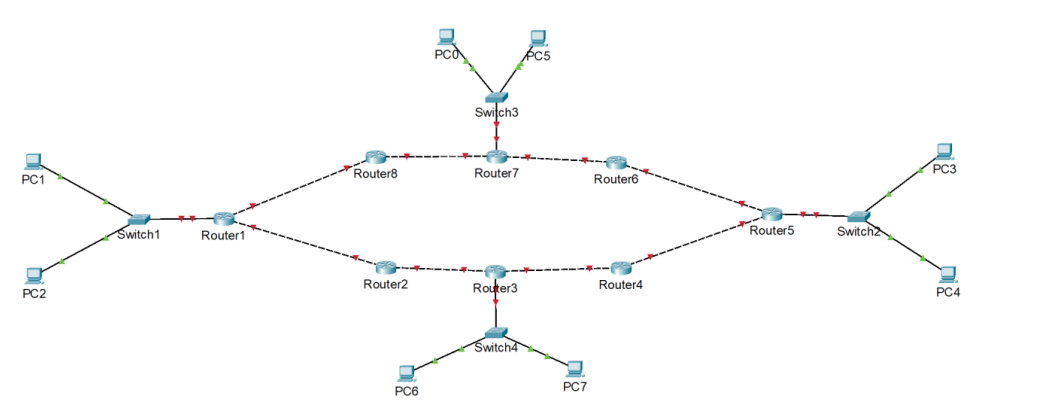 PC0
PC5
Switch3
PC1
Router8
Router7
Router6
PC3
Switch1
Router1
Router5
Switch2
PC2
Router2
Router3
Router4
PC4
Switch4
PC6
PC7